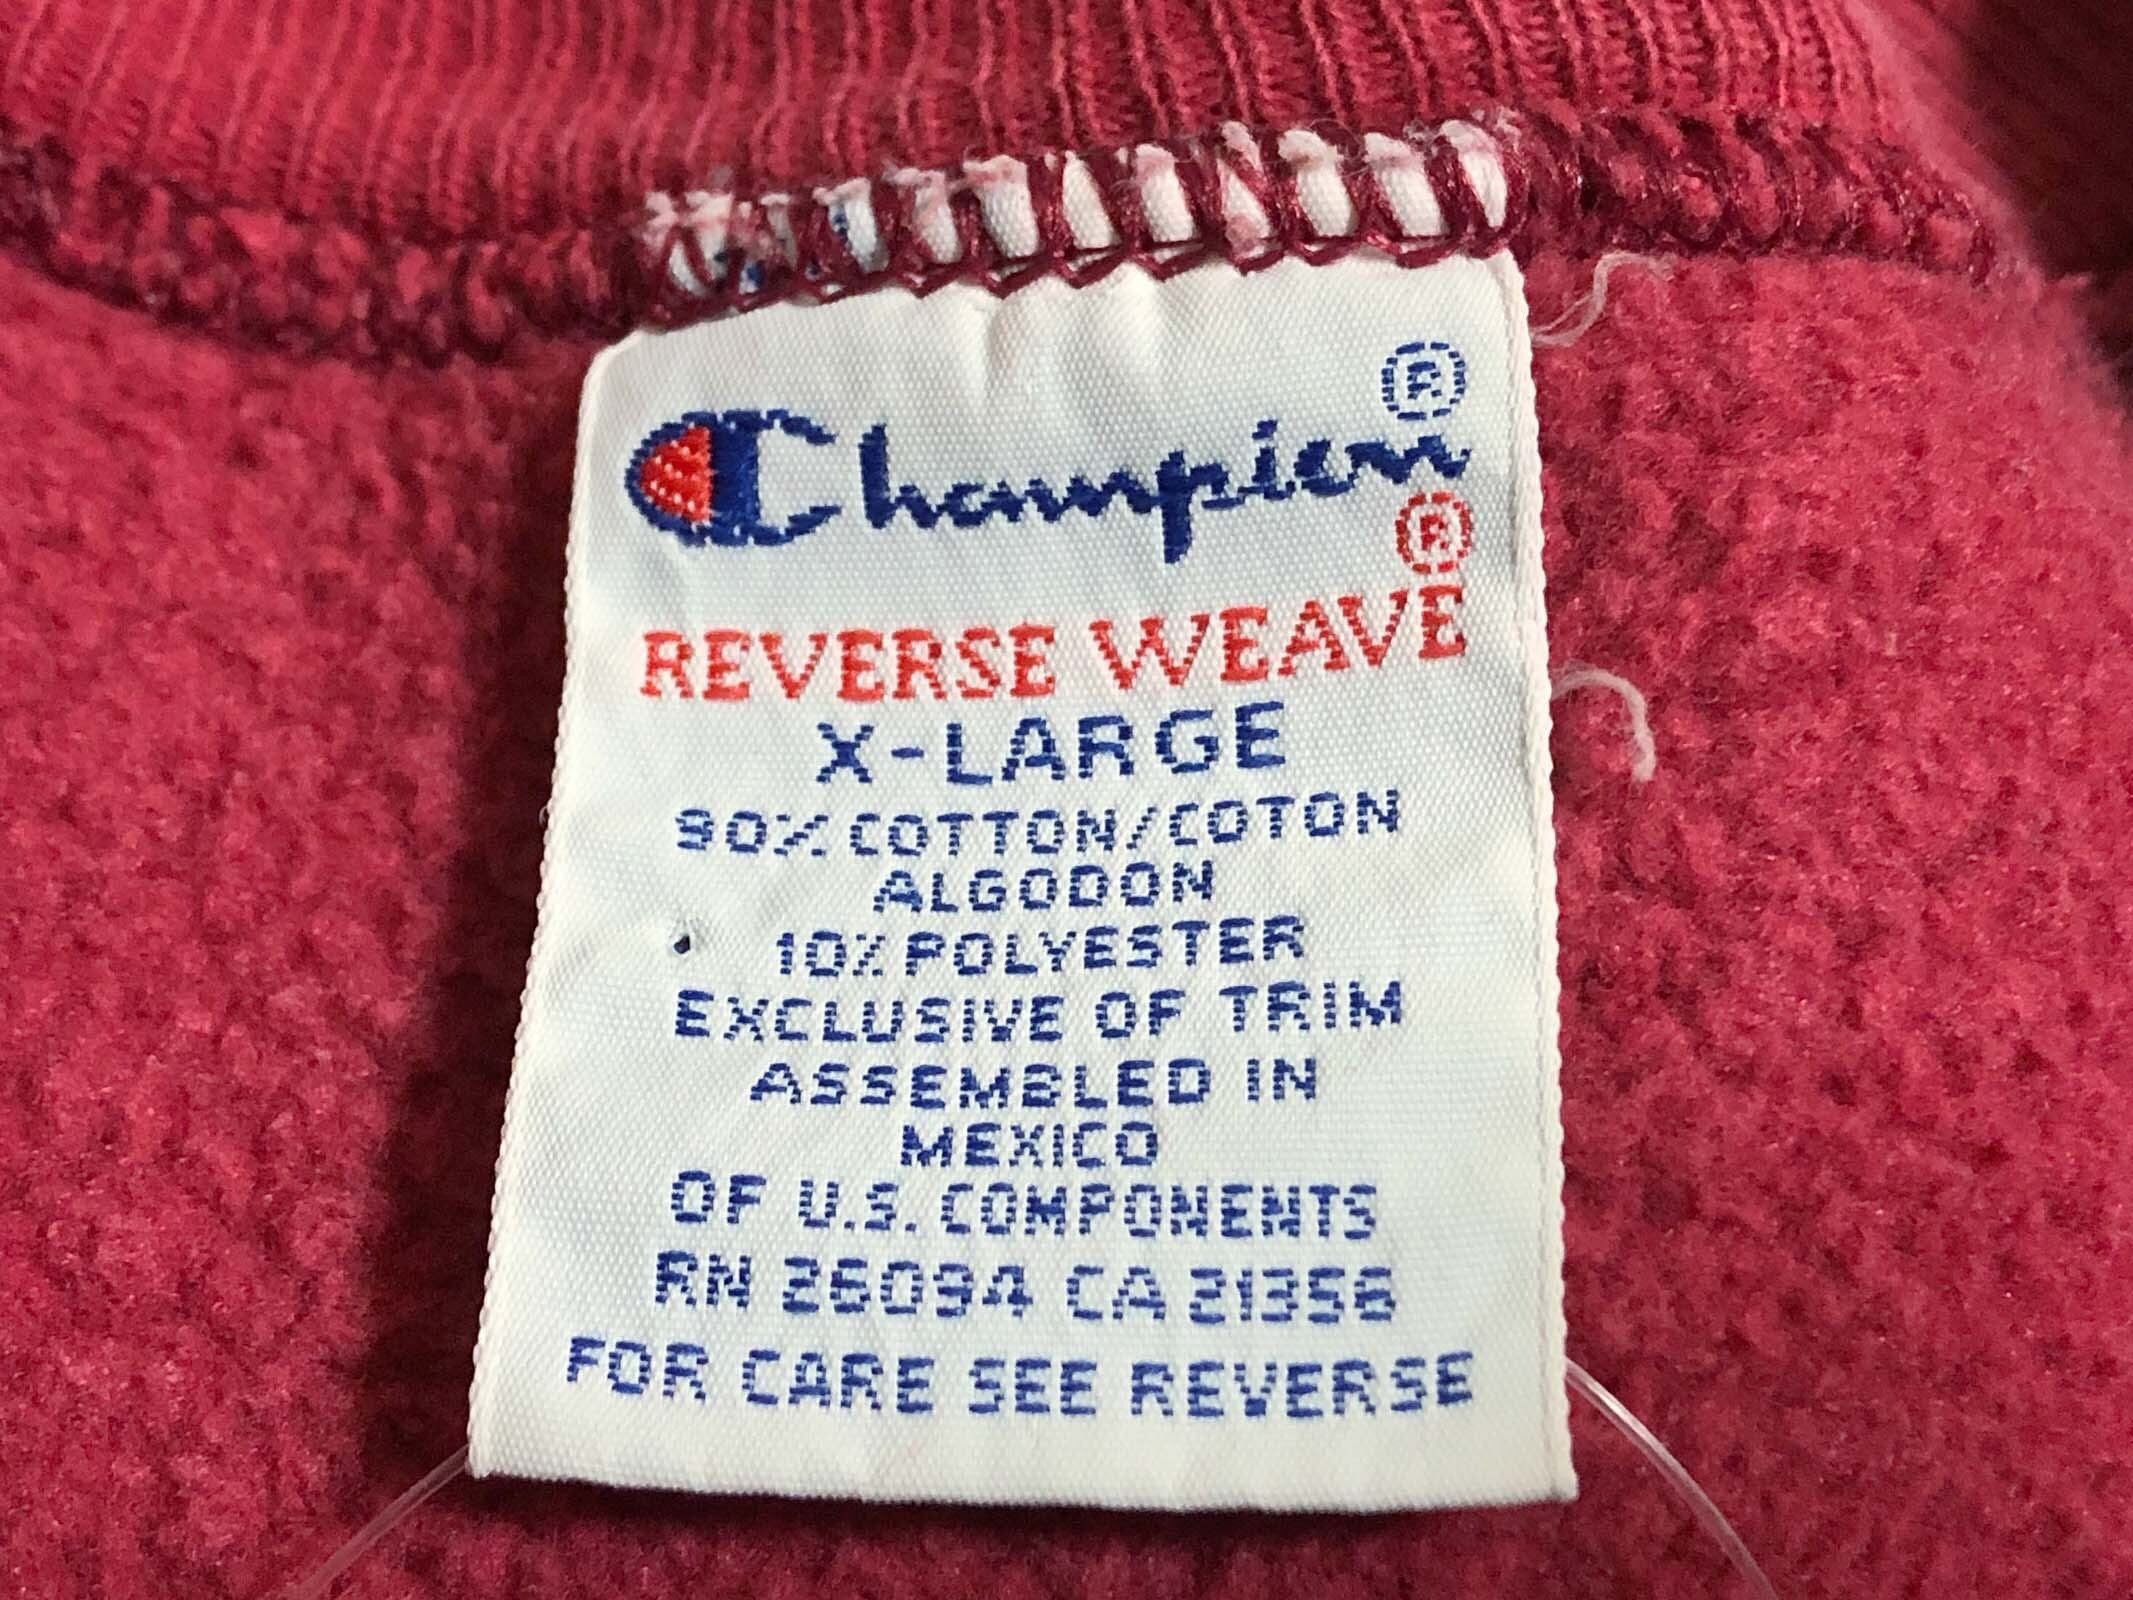 Champion®
REVERSE WEAVE®
X-LARGE
90% COTTON/COTON
ALGODON
10% POLYESTER
EXCLUSIVE OF TRIM
ASSEMBLED IN
MEXICO
OF U.S. COMPONENTS
RN 26094 CA 21356
FOR CARE SEE REVERSE